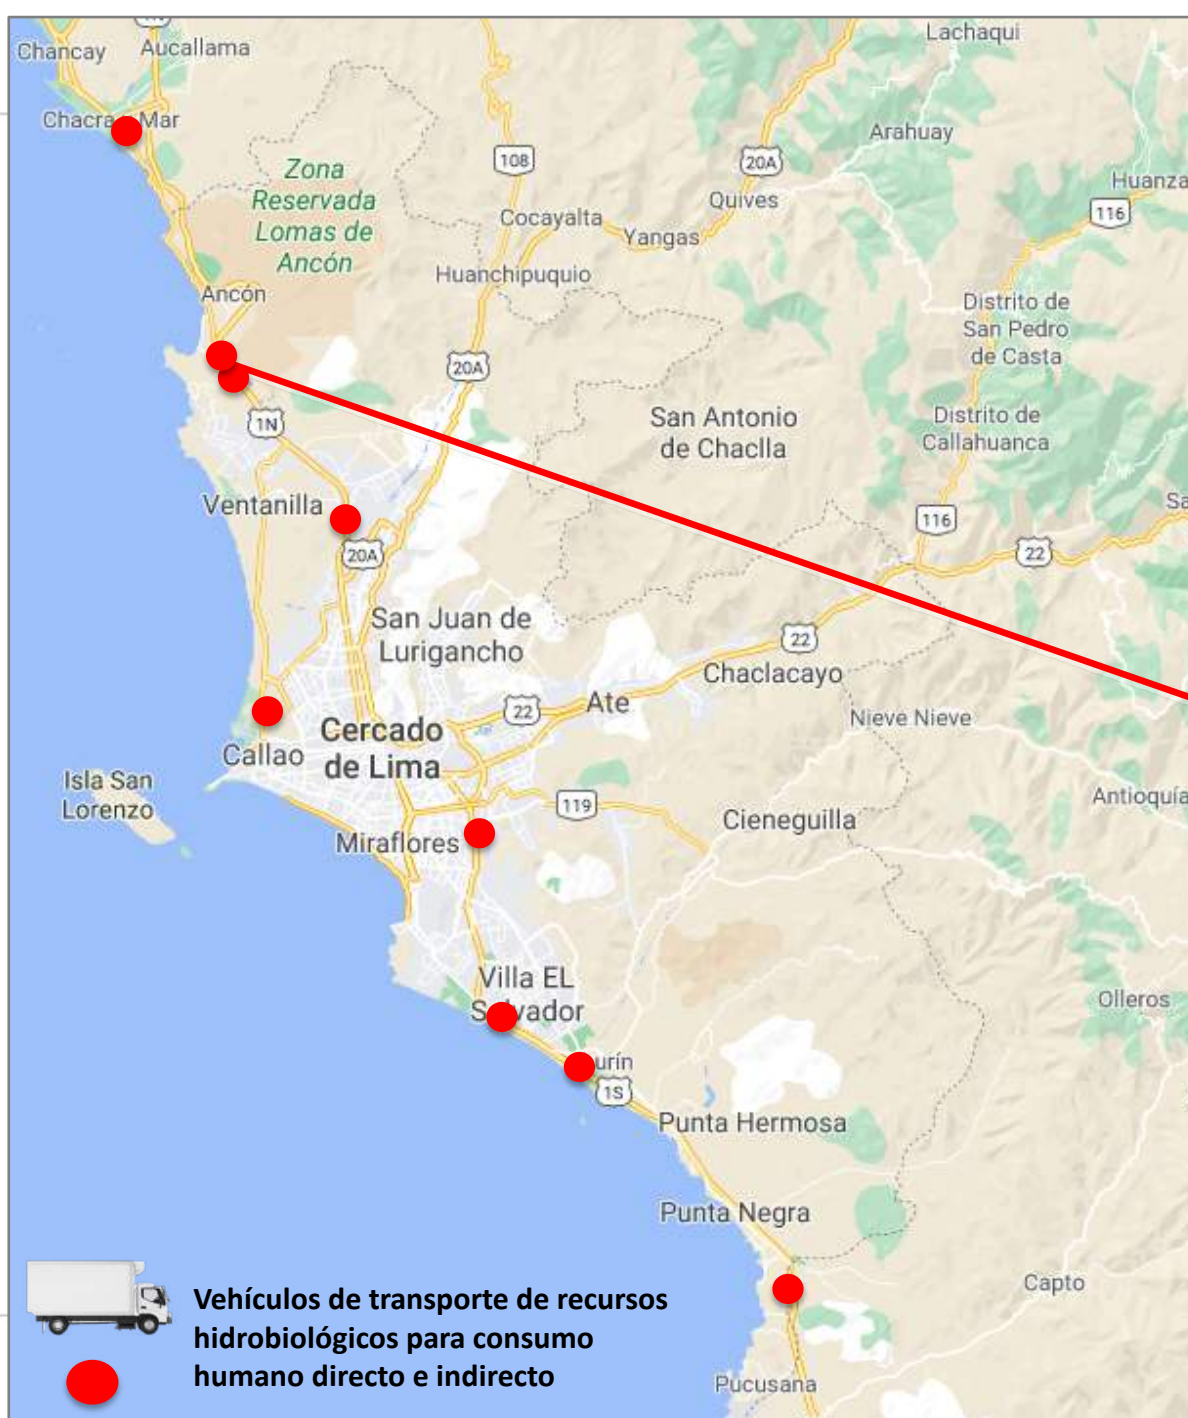 Chancay
Aucallama
Lachaqui
Chacra
Mar
Arahuay
108
20A
Zona
Reservada
Lomas de
Ancón
Huanza
116
Quives
Cocayalta
Yangas
Huanchipuquio
Ancón
Distrito de
San Pedro
de Casta
20A
1N
San Antonio
de Chaclla
Distrito de
Callahuanca
Ventanilla
116
20A
22
San Juan de
Lurigancho
22
Chaclacayo
Ate
22
Nieve Nieve
Cercado
de Lima
Callao
Isla San
Lorenzo
Antioquía
119
Cieneguilla
Miraflores
Villa EL
Olleros
urín
1S
Punta Hermosa
Punta Negra
Capto
Vehículos de transporte de recursos
hidrobiológicos para consumo
humano directo e indirecto
Pucusana